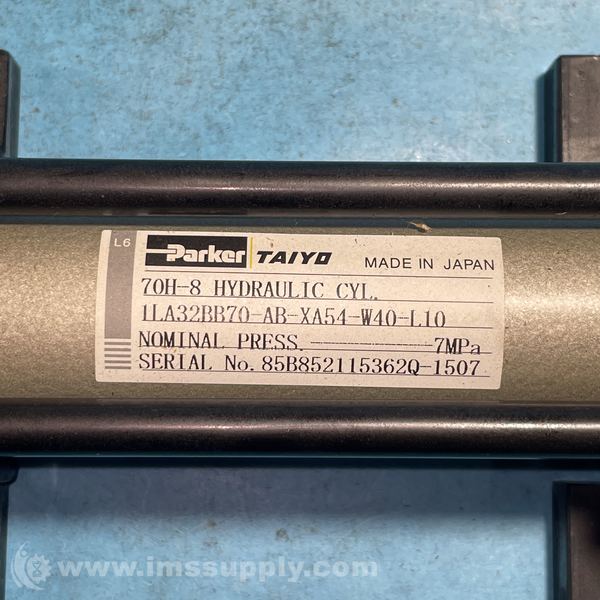 L6
Parker TAIYO MADE IN JAPAN
70H-8 HYDRAULIC CYL.
1LA32BB70-AB-XA54-W40-L10
NOMINAL PRESS. 7MPa
SERIAL No. 85B852115362Q-1507
www.imssupply.com